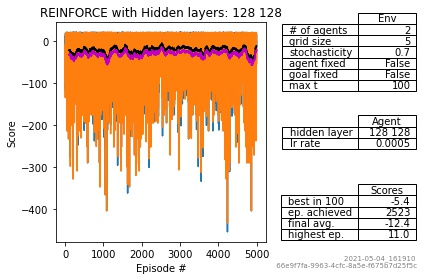 REINFORCE with Hidden layers: 128 128
Score
0
−100
−200
−300
−400
0 1000 2000 3000 4000 5000
Episode #
Env
# of agents 2
grid size 5
stochasticity 0.7
agent fixed False
goal fixed False
max t 100
Agent
hidden layer 128 128
lr rate 0.0005
Scores
best in 100 -5.4
ep. achieved 2523
final avg. -12.4
highest ep. 11.0
2021-05-04_161910
66e9f7fa-9963-4cfc-8a5e-f675b7d25f5c